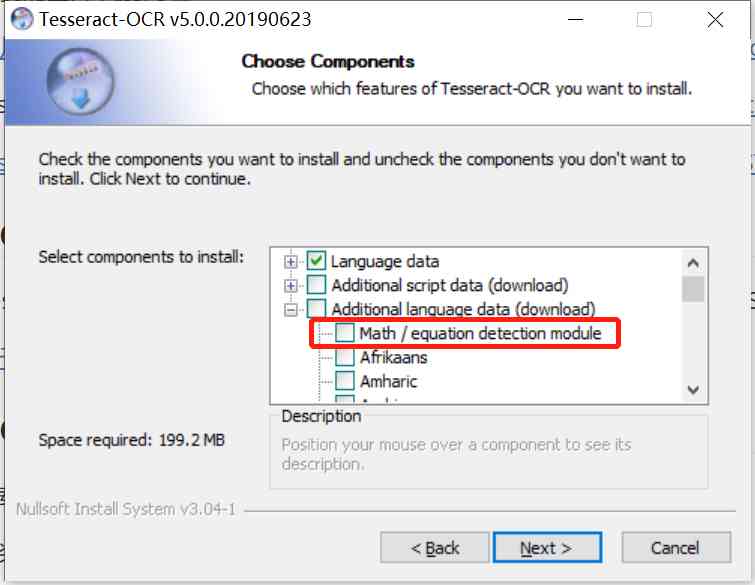 Tesseract-OCR v5.0.0.20190623
Choose Components
Choose which features of Tesseract-OCR you want to install.
Check the components you want to install and uncheck the components you don't want to
install. Click Next to continue.
Select components to install:
Language data
Additional script data (download)
Additional language data (download)
Math / equation detection module
Afrikaans
Amharic
Space required: 199.2 MB
Description
Position your mouse over a component to see its
description.
Nullsoft Install System v3.04-1
< Back
Next >
Cancel